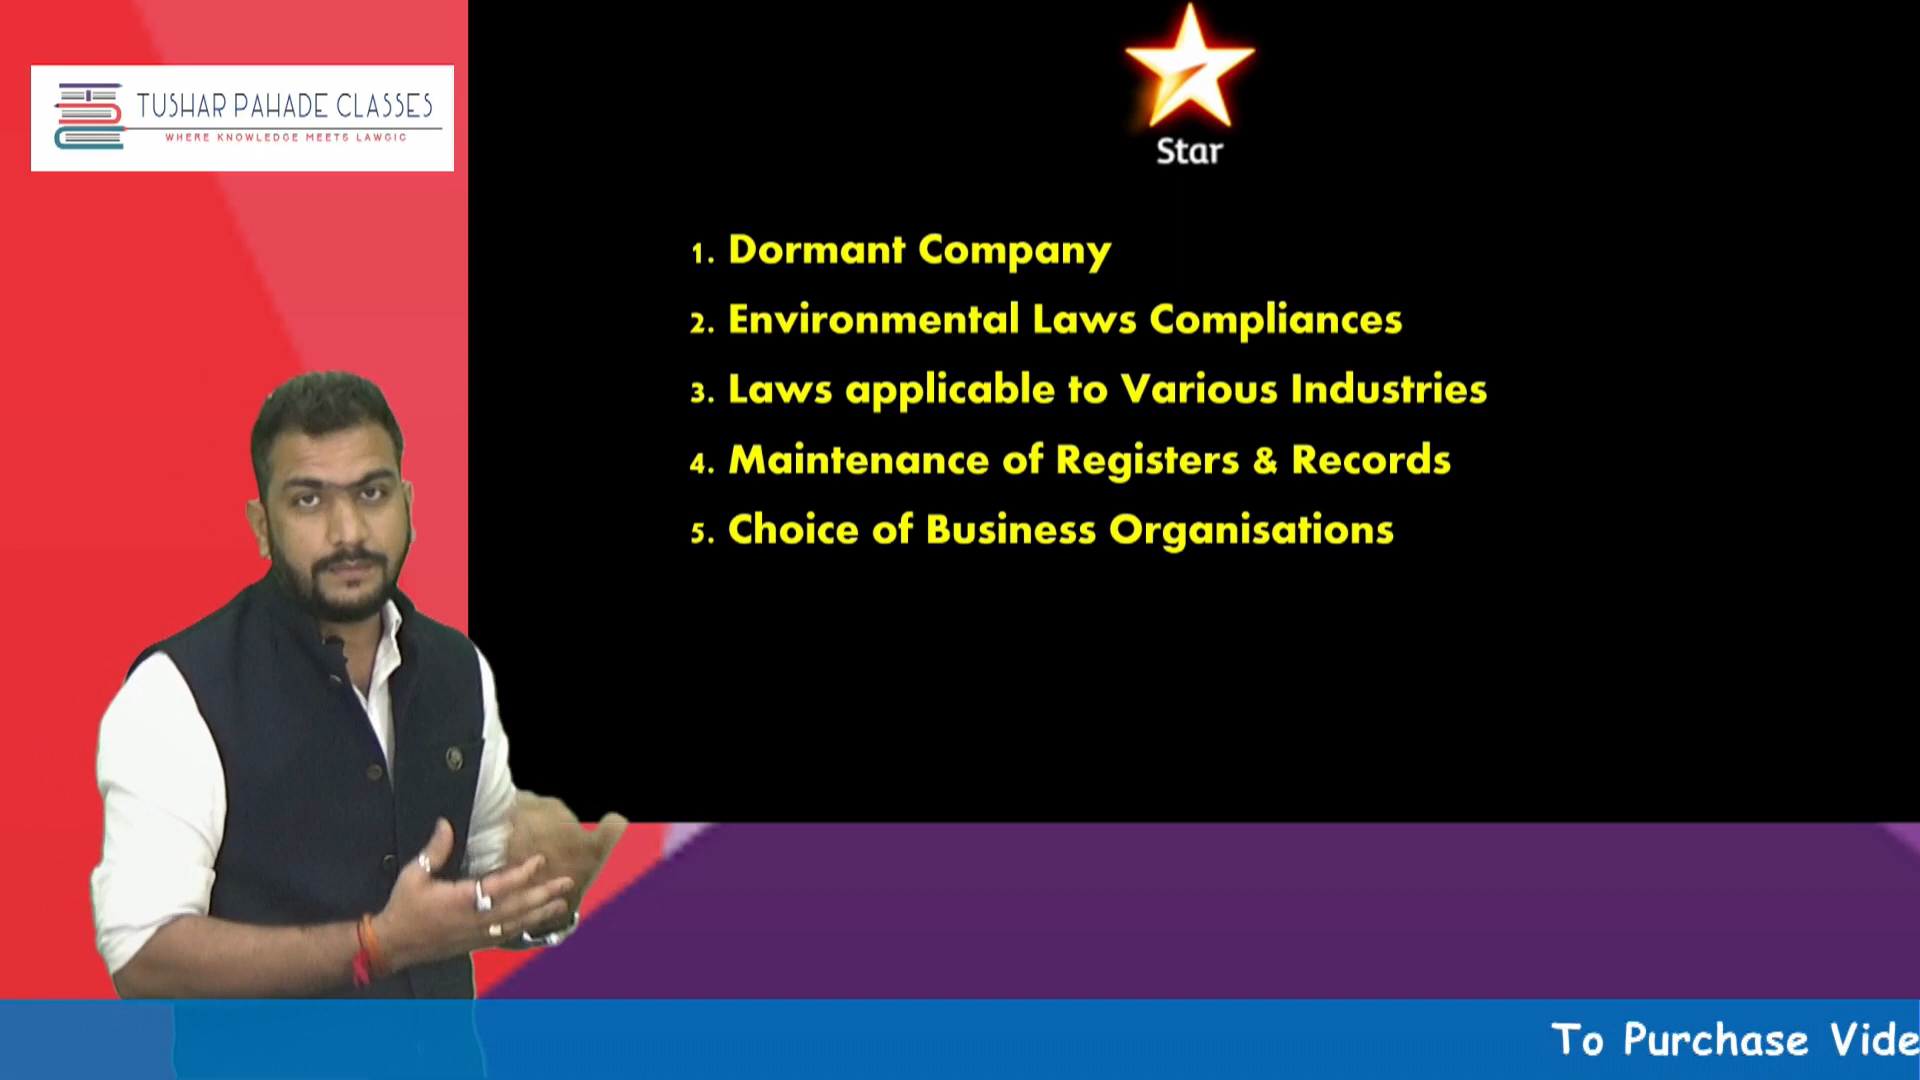 TUSHAR PAHADE CLASSES
WHERE KNOWLEDGE MEETS LAWGIC
Star
1. Dormant Company
2. Environmental Laws Compliances
3. Laws applicable to Various Industries
4. Maintenance of Registers & Records
5. Choice of Business Organisations
To Purchase Vide